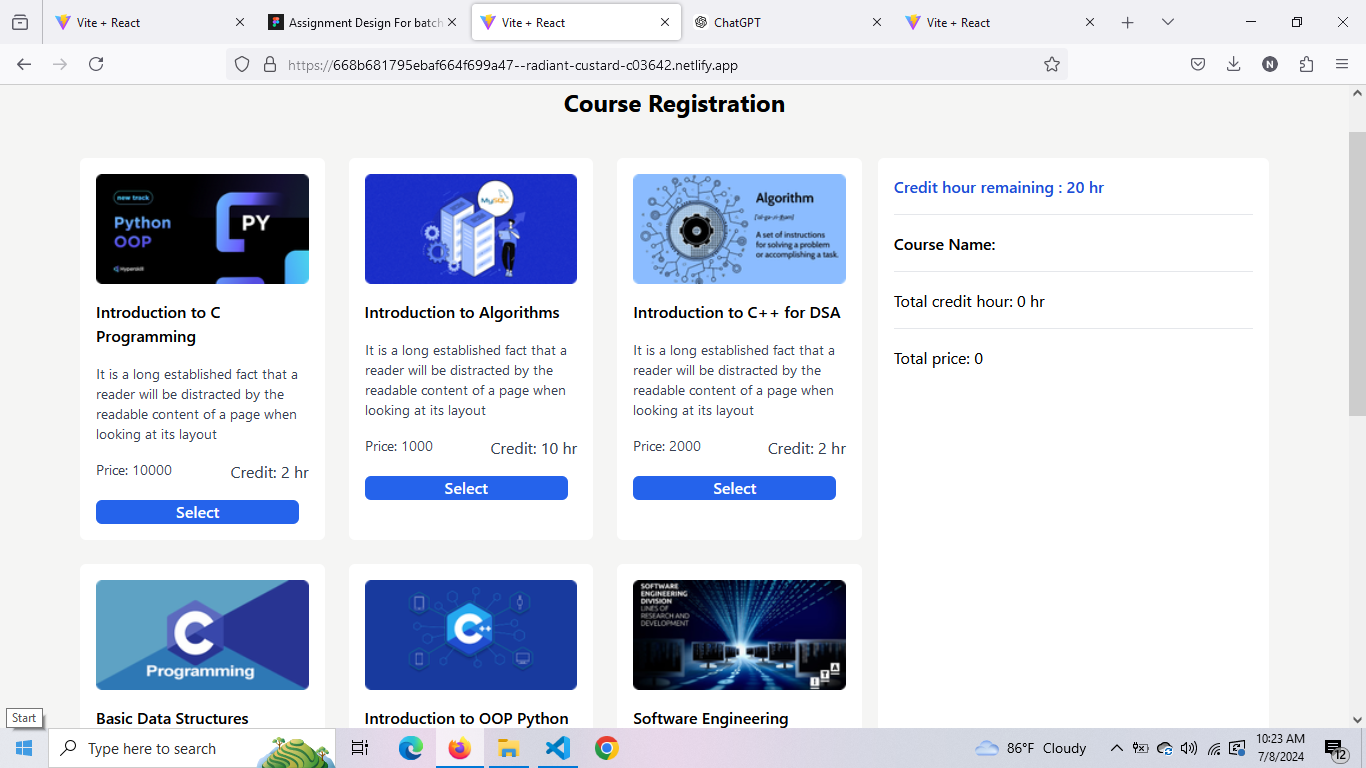 Vite + React
Assignment Design For batch
Vite + React
ChatGPT
Vite + React
https://668b681795ebaf664f699a47--radiant-custard-c03642.netlify.app
N
Course Registration
new track
Python
OOP
PY
Hyperskill
Introduction to C
Programming
It is a long established fact that a
reader will be distracted by the
readable content of a page when
looking at its layout
Price: 10000
Credit: 2 hr
Select
MySQL
Introduction to Algorithms
It is a long established fact that a
reader will be distracted by the
readable content of a page when
looking at its layout
Price: 1000
Credit: 10 hr
Select
Algorithm
A set of instructions
for solving a problem
or accomplishing a task.
Introduction to C++ for DSA
It is a long established fact that a
reader will be distracted by the
readable content of a page when
looking at its layout
Price: 2000
Credit: 2 hr
Select
Credit hour remaining : 20 hr
Course Name:
Total credit hour: 0 hr
Total price: 0
C
Programming
Basic Data Structures
C++
Introduction to OOP Python
SOFTWARE
ENGINEERING
DIVISION
LINES OF
RESEARCH AND
DEVELOPMENT
I T A
Software Engineering
Start
Type here to search
86°F Cloudy
10:23 AM
7/8/2024
12